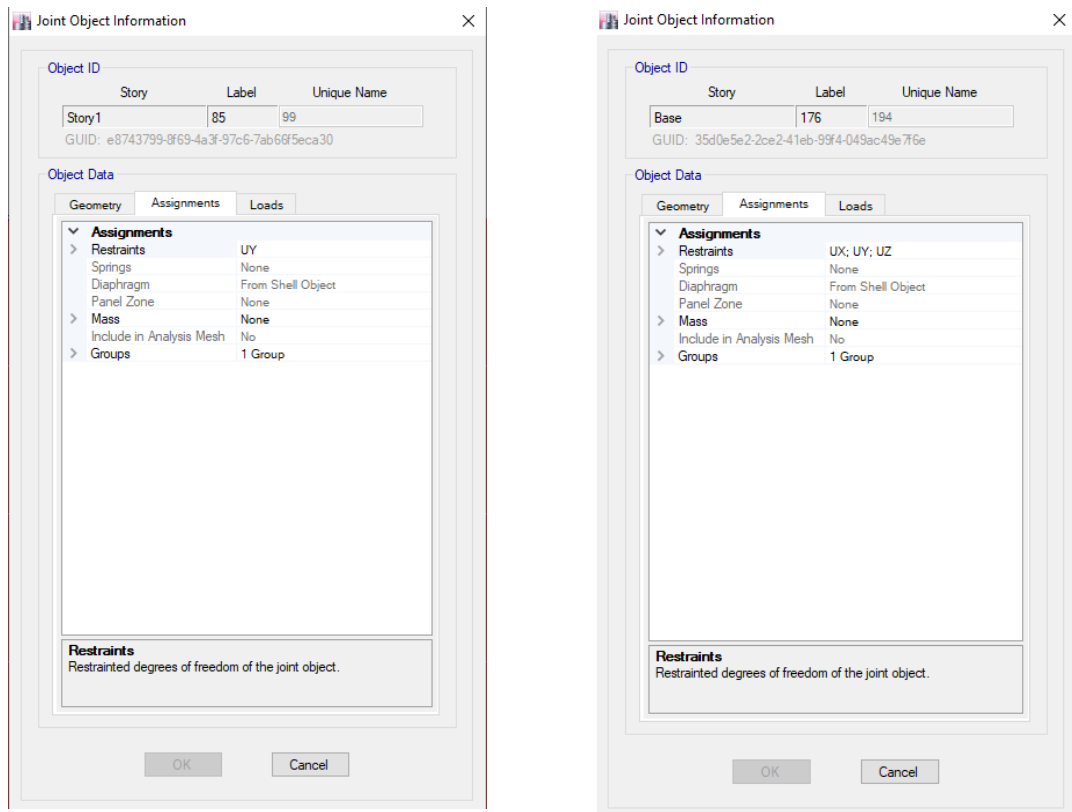 Joint Object Information
Object ID
Story Label Unique Name
Story1 85 99
GUID: e8743799-8f69-4a3f-97c6-7ab66f5eca30
Object Data
Geometry Assignments Loads
Assignments
Restraints UY
Springs None
Diaphragm From Shell Object
Panel Zone None
Mass None
Include in Analysis Mesh No
Groups 1 Group
Restraints
Restrainted degrees of freedom of the joint object.
OK Cancel
Joint Object Information
Object ID
Story Label Unique Name
Base 176 194
GUID: 35d0e5e2-2ce2-41eb-99f4-049ac49e7f6e
Object Data
Geometry Assignments Loads
Assignments
Restraints UX; UY; UZ
Springs None
Diaphragm From Shell Object
Panel Zone None
Mass None
Include in Analysis Mesh No
Groups 1 Group
Restraints
Restrainted degrees of freedom of the joint object.
OK Cancel